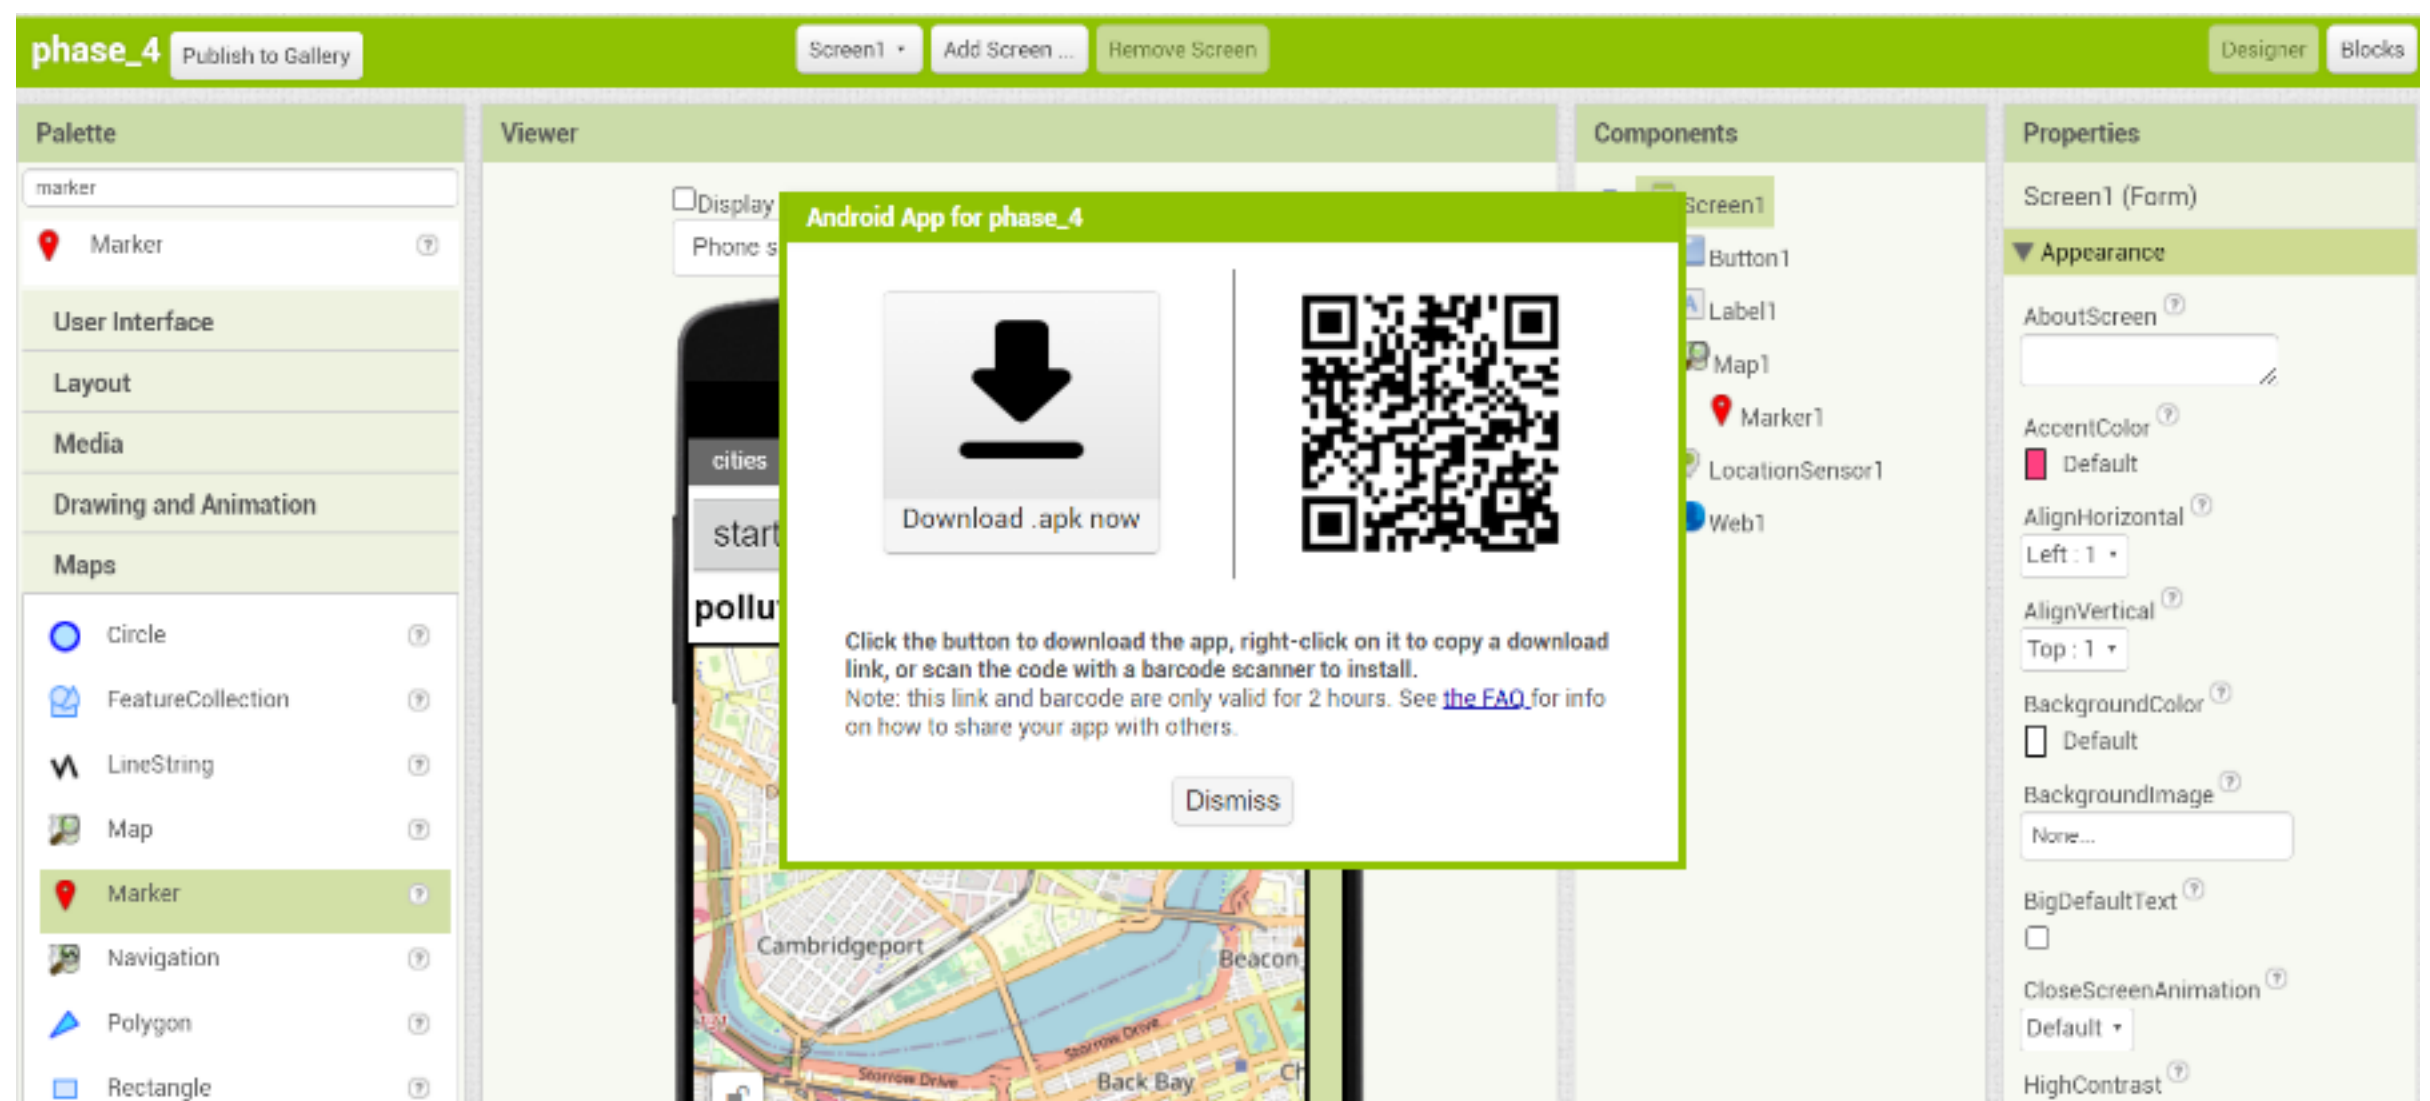 phase_4
Publish to Gallery
Screen1
Add Screen ...
Remove Screen
Designer
Blocks
Palette
marker
Marker
User Interface
Layout
Media
Drawing and Animation
Maps
Circle
FeatureCollection
LineString
Map
Marker
Navigation
Polygon
Rectangle
Viewer
Display
Phone s
cities
start
pollu
Cambridgeport
Beacon
Storrow Drive
Storrow Drive
Back Bay
Android App for phase_4
Download .apk now
Click the button to download the app, right-click on it to copy a download
link, or scan the code with a barcode scanner to install.
Note: this link and barcode are only valid for 2 hours. See the FAQ for info
on how to share your app with others.
Dismiss
Components
Screen1
Button1
Label1
Map1
Marker1
LocationSensor1
Web1
Properties
Screen1 (Form)
Appearance
AboutScreen
AccentColor
Default
AlignHorizontal
Left : 1
AlignVertical
Top : 1
BackgroundColor
Default
BackgroundImage
None...
BigDefaultText
CloseScreenAnimation
Default
HighContrast